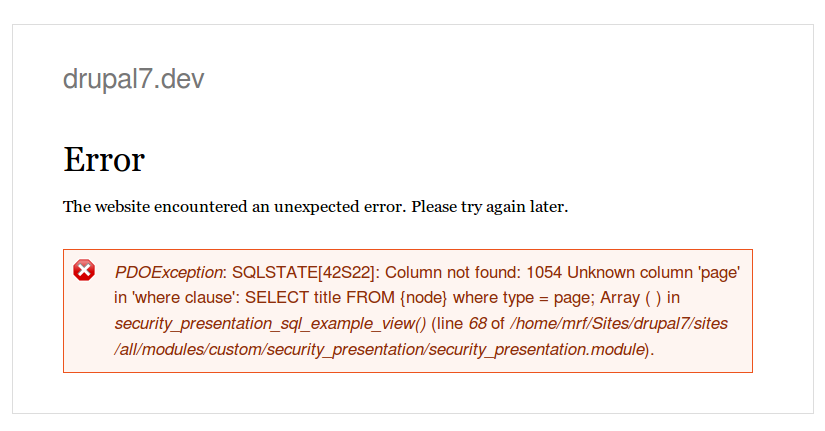 drupal7.dev
Error
The website encountered an unexpected error. Please try again later.
PDOException: SQLSTATE[42S22]: Column not found: 1054 Unknown column 'page'
in 'where clause': SELECT title FROM {node} where type = page; Array ( ) in
security_presentation_sql_example_view() (line 68 of /home/mrf/Sites/drupal7/sites
/all/modules/custom/security_presentation/security_presentation.module).